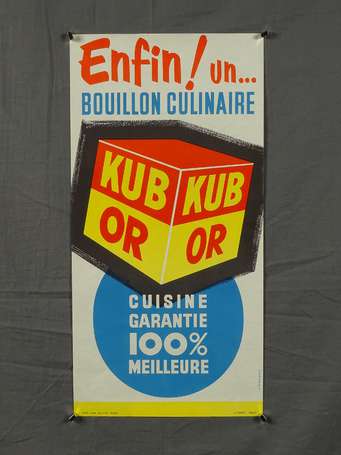 Enfin! un...
BOUILLON CULINAIRE
KUB KUB
OR OR
CUISINE
GARANTIE
100%
MEILLEURE